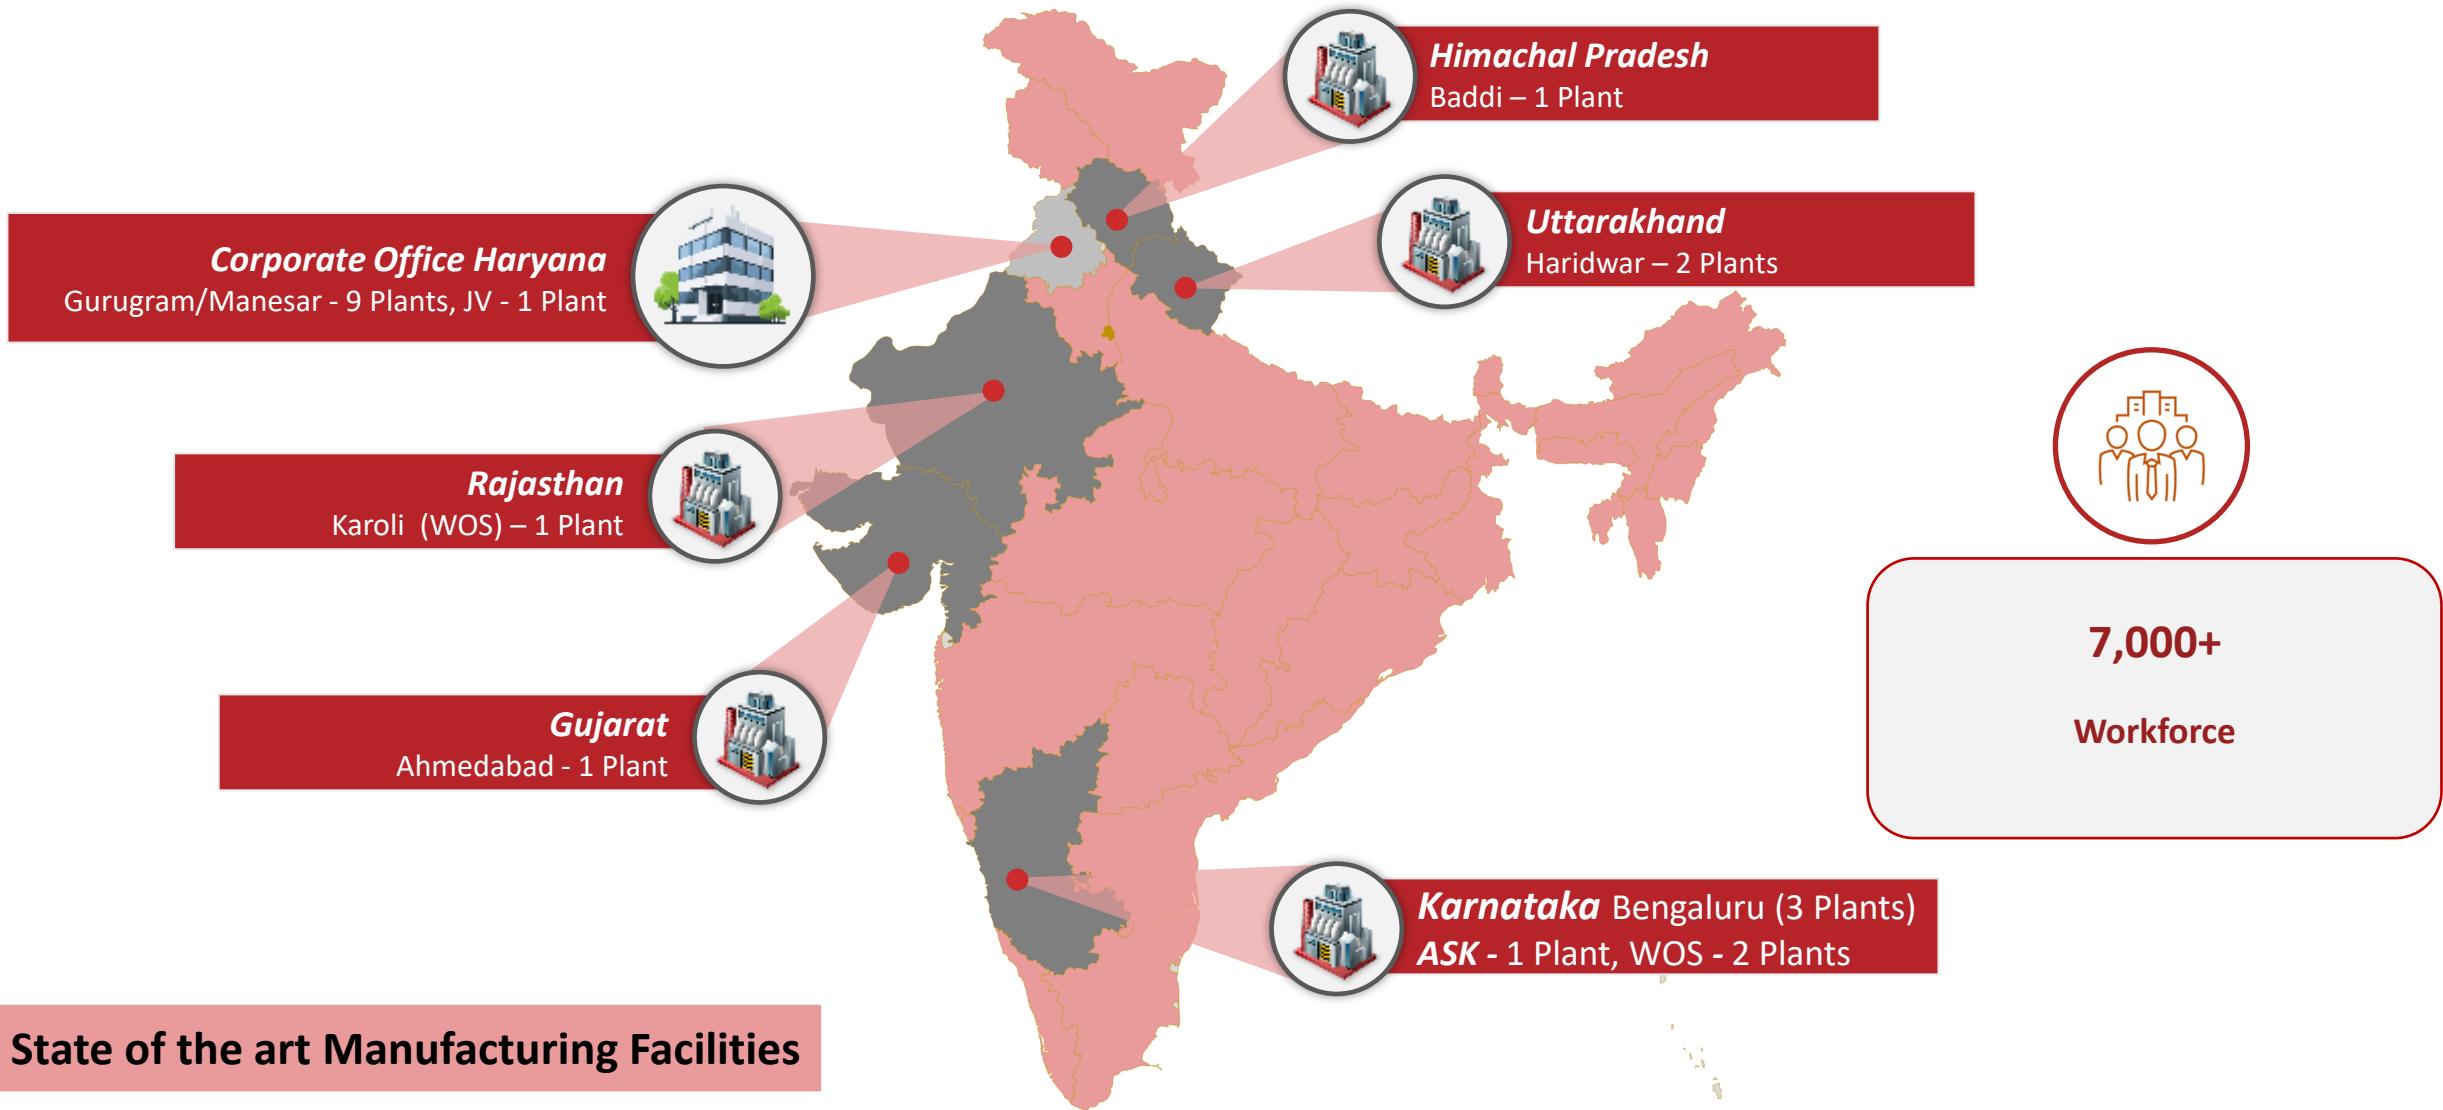 Himachal Pradesh
Baddi – 1 Plant
Uttarakhand
Haridwar – 2 Plants
Corporate Office Haryana
Gurugram/Manesar - 9 Plants, JV - 1 Plant
Rajasthan
Karoli (WOS) – 1 Plant
Gujarat
Ahmedabad - 1 Plant
7,000+
Workforce
Karnataka Bengaluru (3 Plants)
ASK - 1 Plant, WOS - 2 Plants
State of the art Manufacturing Facilities